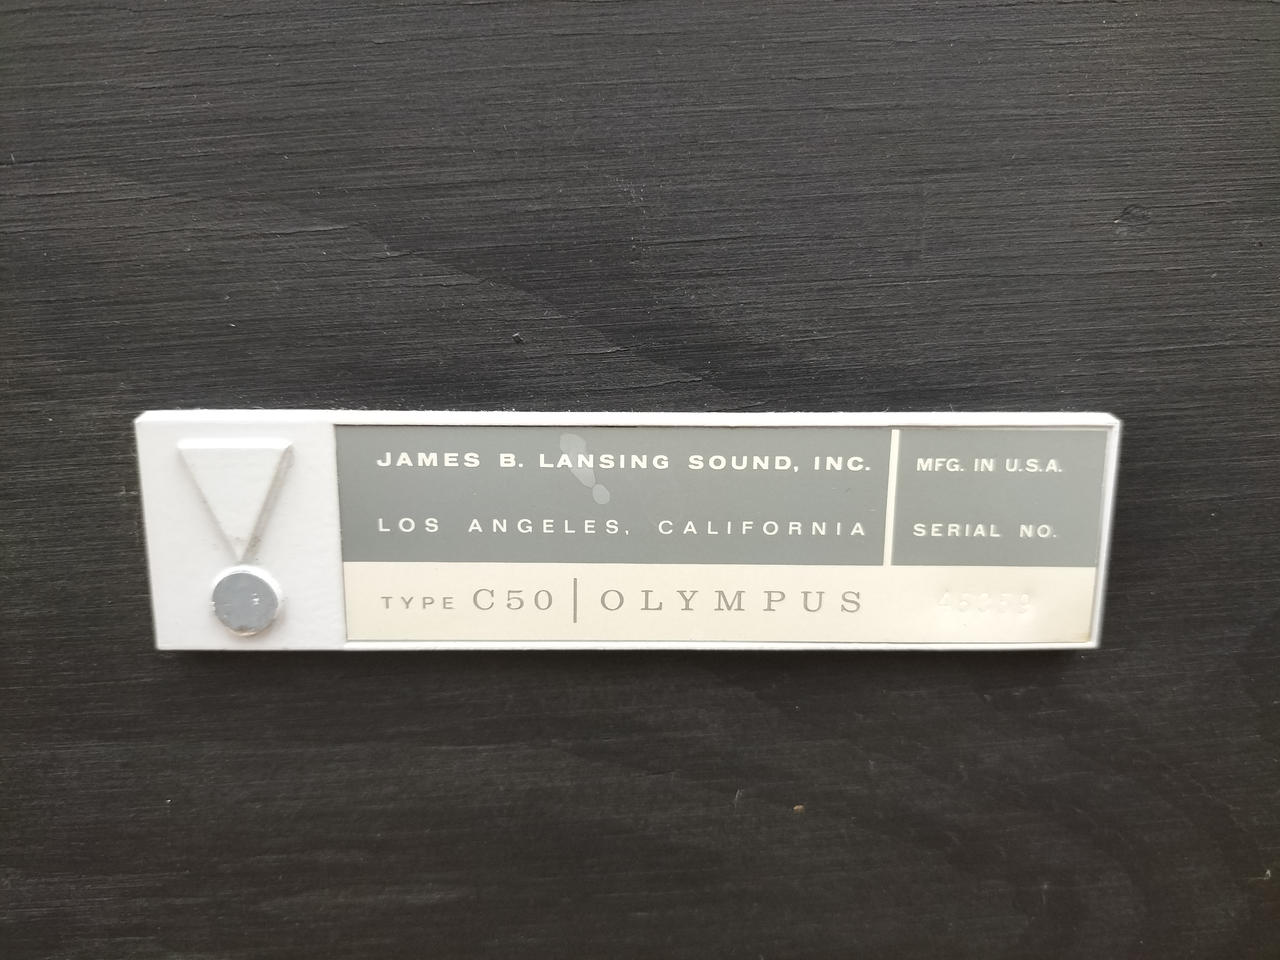 JAMES B. LANSING SOUND, INC.
LOS ANGELES, CALIFORNIA
MFG. IN U.S.A.
SERIAL NO.
TYPE C50 | OLYMPUS